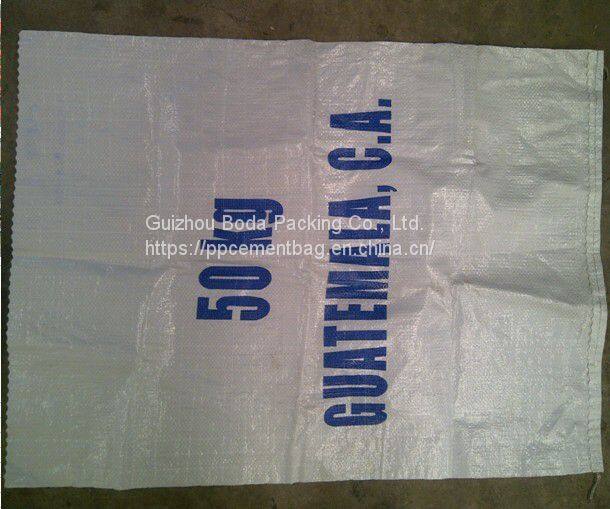 50 kg
GUATEMALA, C.A.
Guizhou Boda Packing Co., Ltd.
https://ppcementbag.en.china.cn/